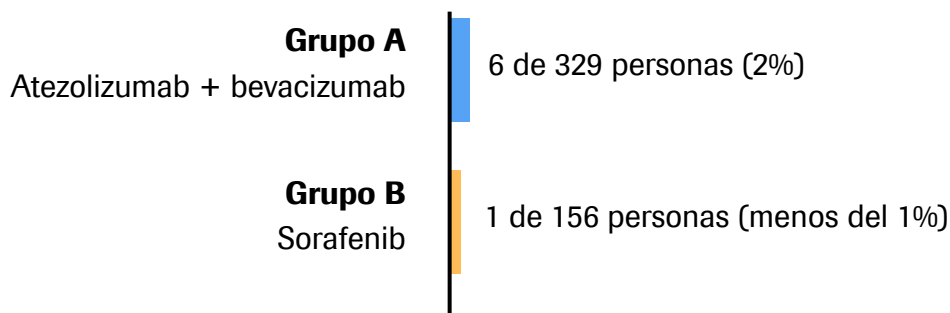 Grupo A
Atezolizumab + bevacizumab
6 de 329 personas (2%)
Grupo B
Sorafenib
1 de 156 personas (menos del 1%)